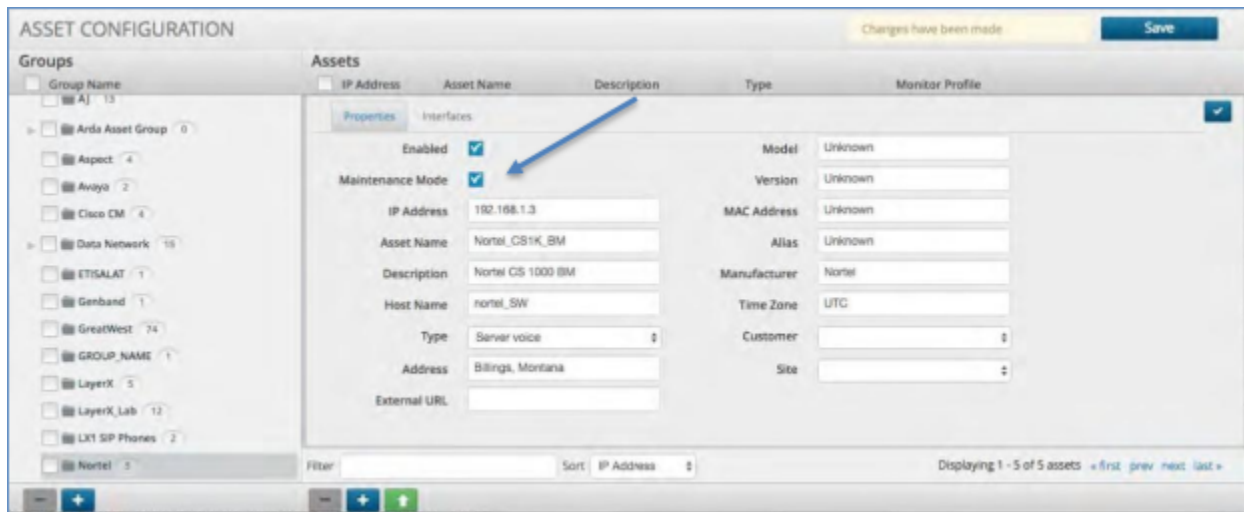 ASSET CONFIGURATION
Changes have been made
Save
Groups
Group Name
AJ 13
Arda Asset Group 0
Aspect 4
Avaya 2
Cisco CM 4
Data Network 15
ETISALAT 1
Genband 1
GreatWest 74
GROUP_NAME 1
LayerX 5
LayerX_Lab 12
LX1 SIP Phones 2
Nortel
Assets
IP Address Asset Name Description Type Monitor Profile
Properties Interfaces
Enabled
Maintenance Mode
IP Address 192.168.1.3
Asset Name Nortel_CS1K_BM
Description Nortel CS 1000 BM
Host Name nortel_SW
Type Server voice
Address Billings, Montana
External URL
Model Unknown
Version Unknown
MAC Address Unknown
Alias Unknown
Manufacturer Nortel
Time Zone UTC
Customer
Site
Filter Sort IP Address Displaying 1 - 5 of 5 assets « first prev next last »